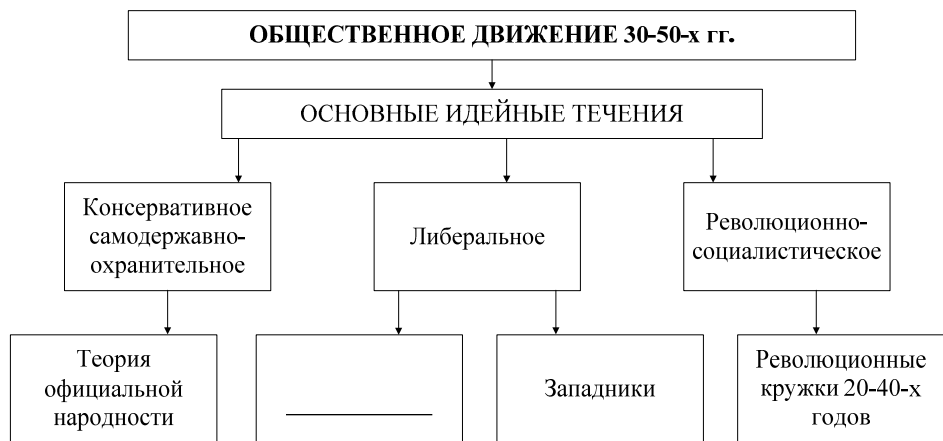 ОБЩЕСТВЕННОЕ ДВИЖЕНИЕ 30-50-х гг.
ОСНОВНЫЕ ИДЕЙНЫЕ ТЕЧЕНИЯ
Консервативное
самодержавно-
охранительное
Либеральное
Революционно-
социалистическое
Теория
официальной
народности
Западники
Революционные
кружки 20-40-х
годов